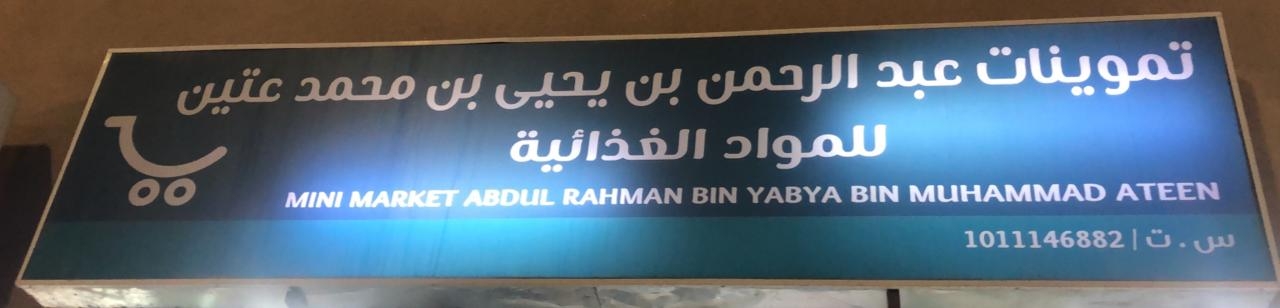 تموينات عبد الرحمن بن يحيى بن محمد عتين
للمواد الغذائية
MINI MARKET ABDUL RAHMAN BIN YABYA BIN MUHAMMAD ATEEN
س . ت | 1011146882